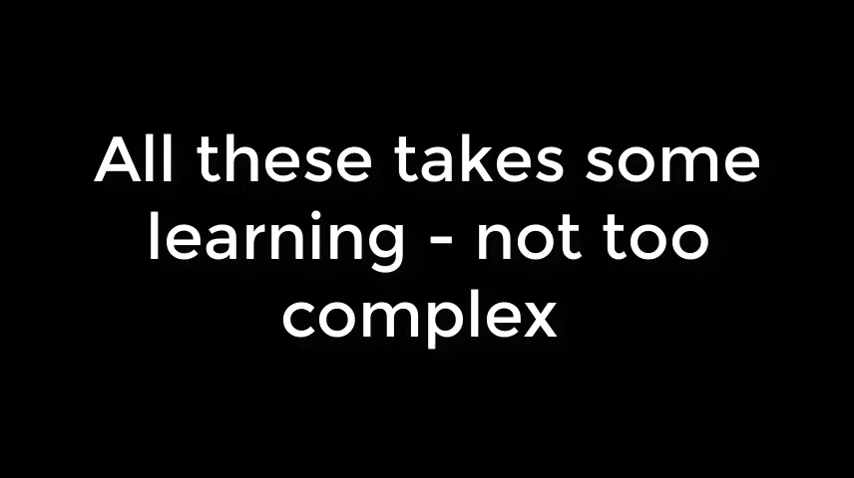 All these takes some
learning - not too
complex